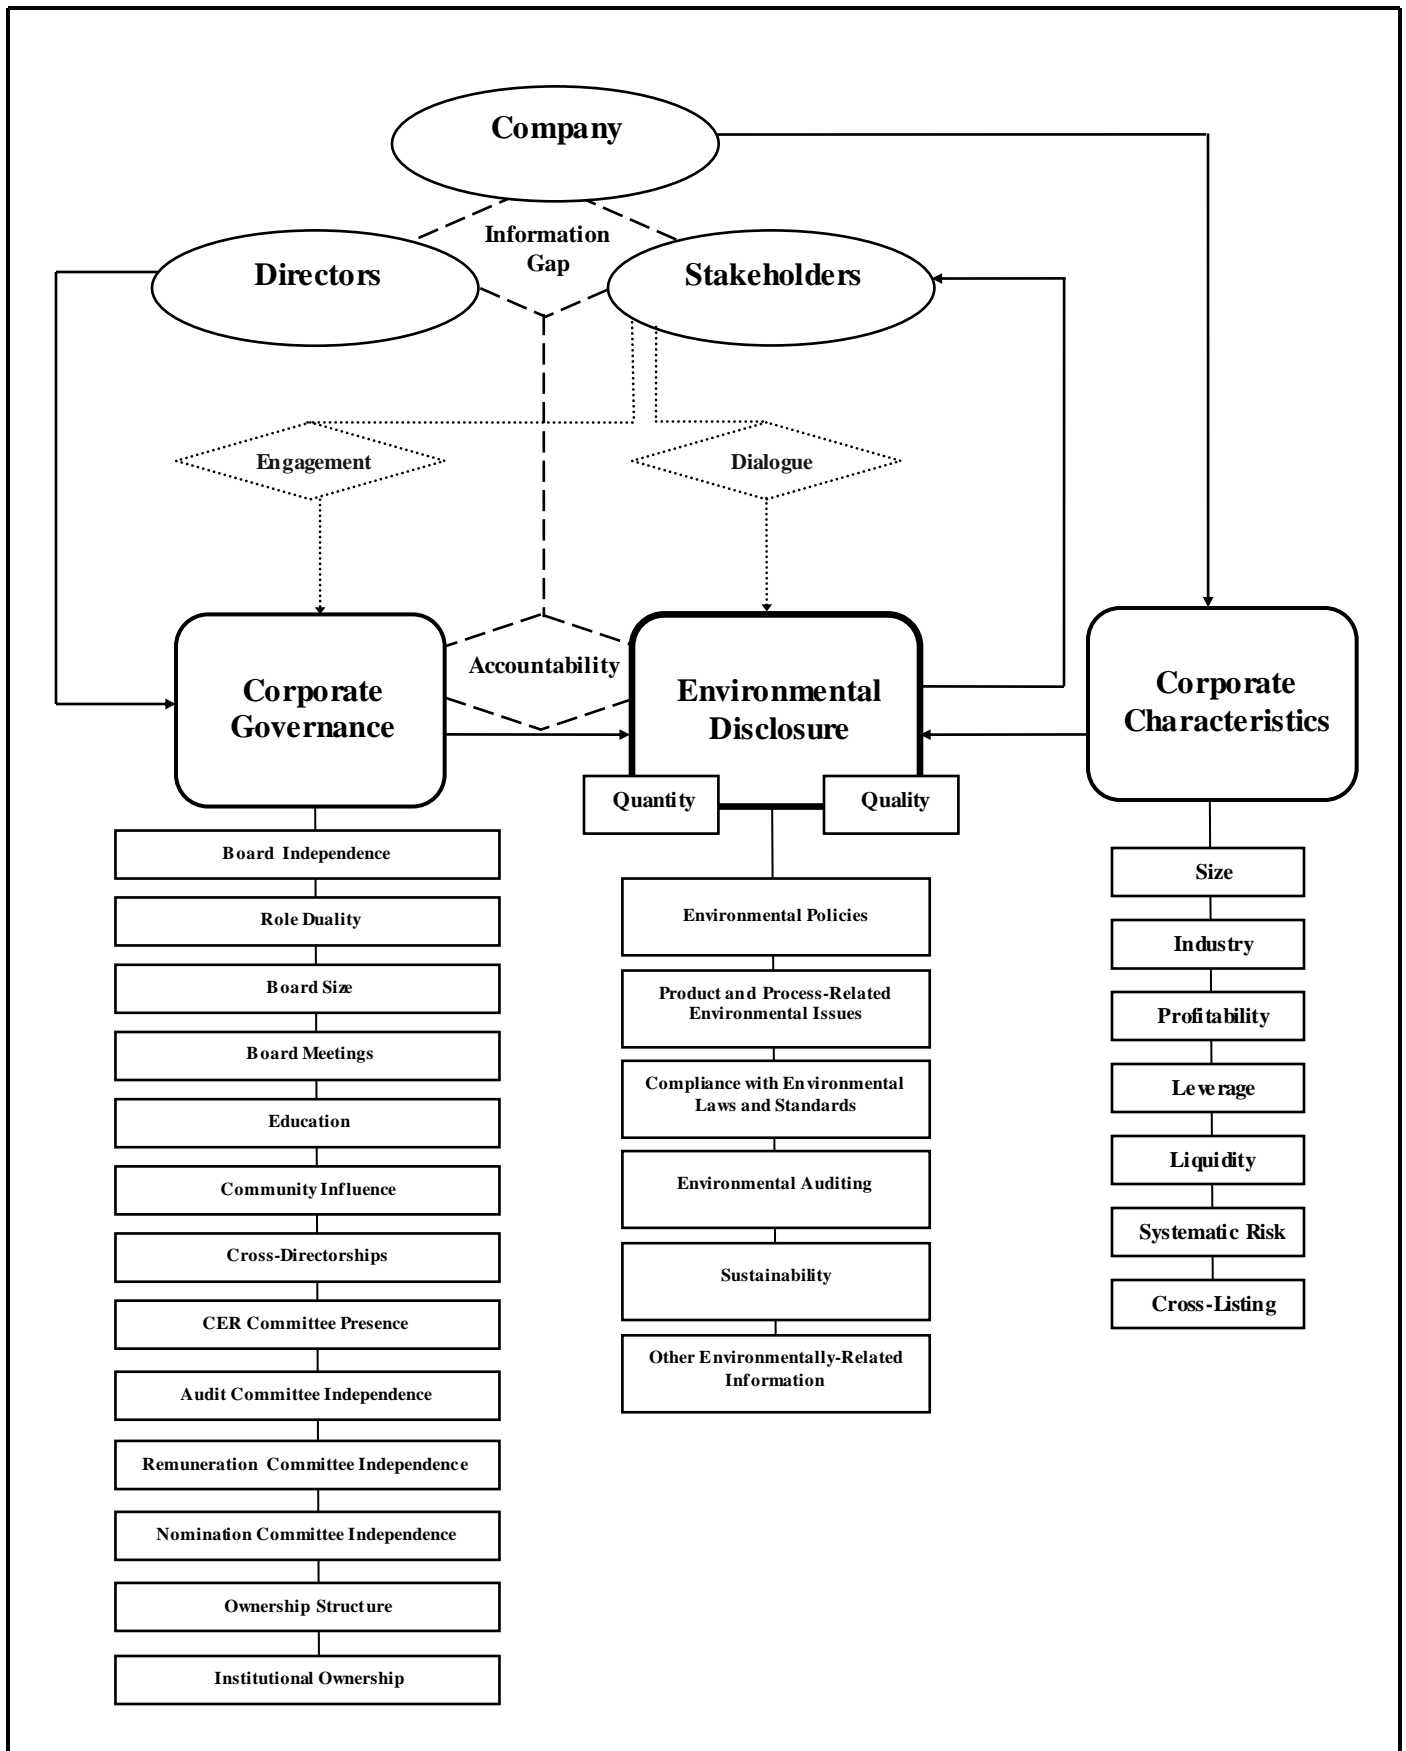 Company
Information
Gap
Directors
Stakeholders
Engagement
Dialogue
Accountability
Corporate
Governance
Environmental
Disclosure
Corporate
Characteristics
Quantity
Quality
Board Independence
Role Duality
Board Size
Board Meetings
Education
Community Influence
Cross-Directorships
CER Committee Presence
Audit Committee Independence
Remuneration Committee Independence
Nomination Committee Independence
Ownership Structure
Institutional Ownership
Environmental Policies
Product and Process-Related
Environmental Issues
Compliance with Environmental
Laws and Standards
Environmental Auditing
Sustainability
Other Environmentally-Related
Information
Size
Industry
Profitability
Leverage
Liquidity
Systematic Risk
Cross-Listing